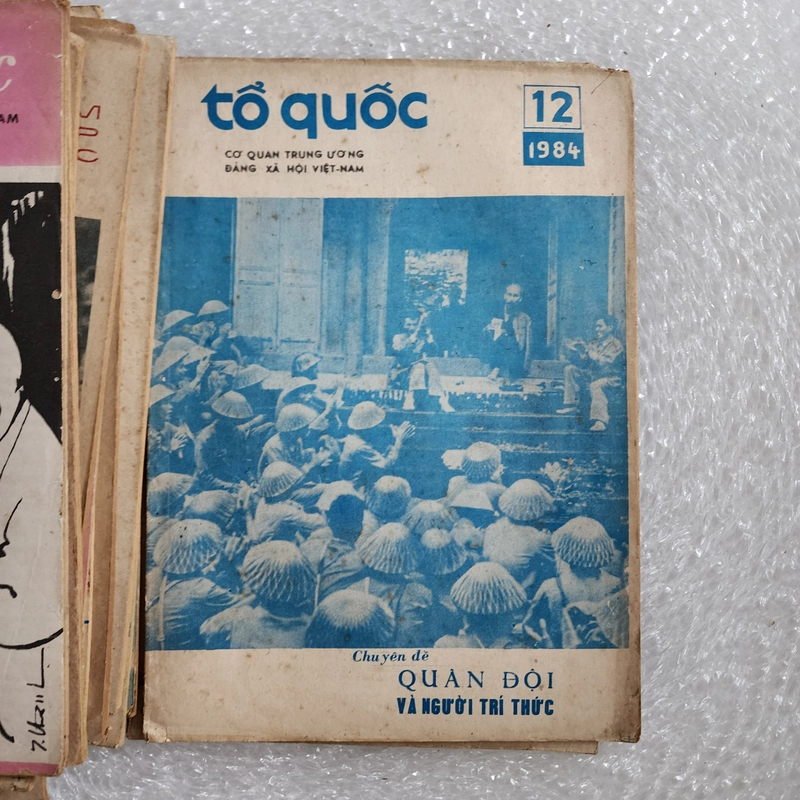 tổ quốc
12
1984
CƠ QUAN TRUNG ƯƠNG
ĐẢNG XÃ HỘI VIỆT-NAM
Chuyên đề
QUÂN ĐỘI
VÀ NGƯỜI TRÍ THỨC
C
AM